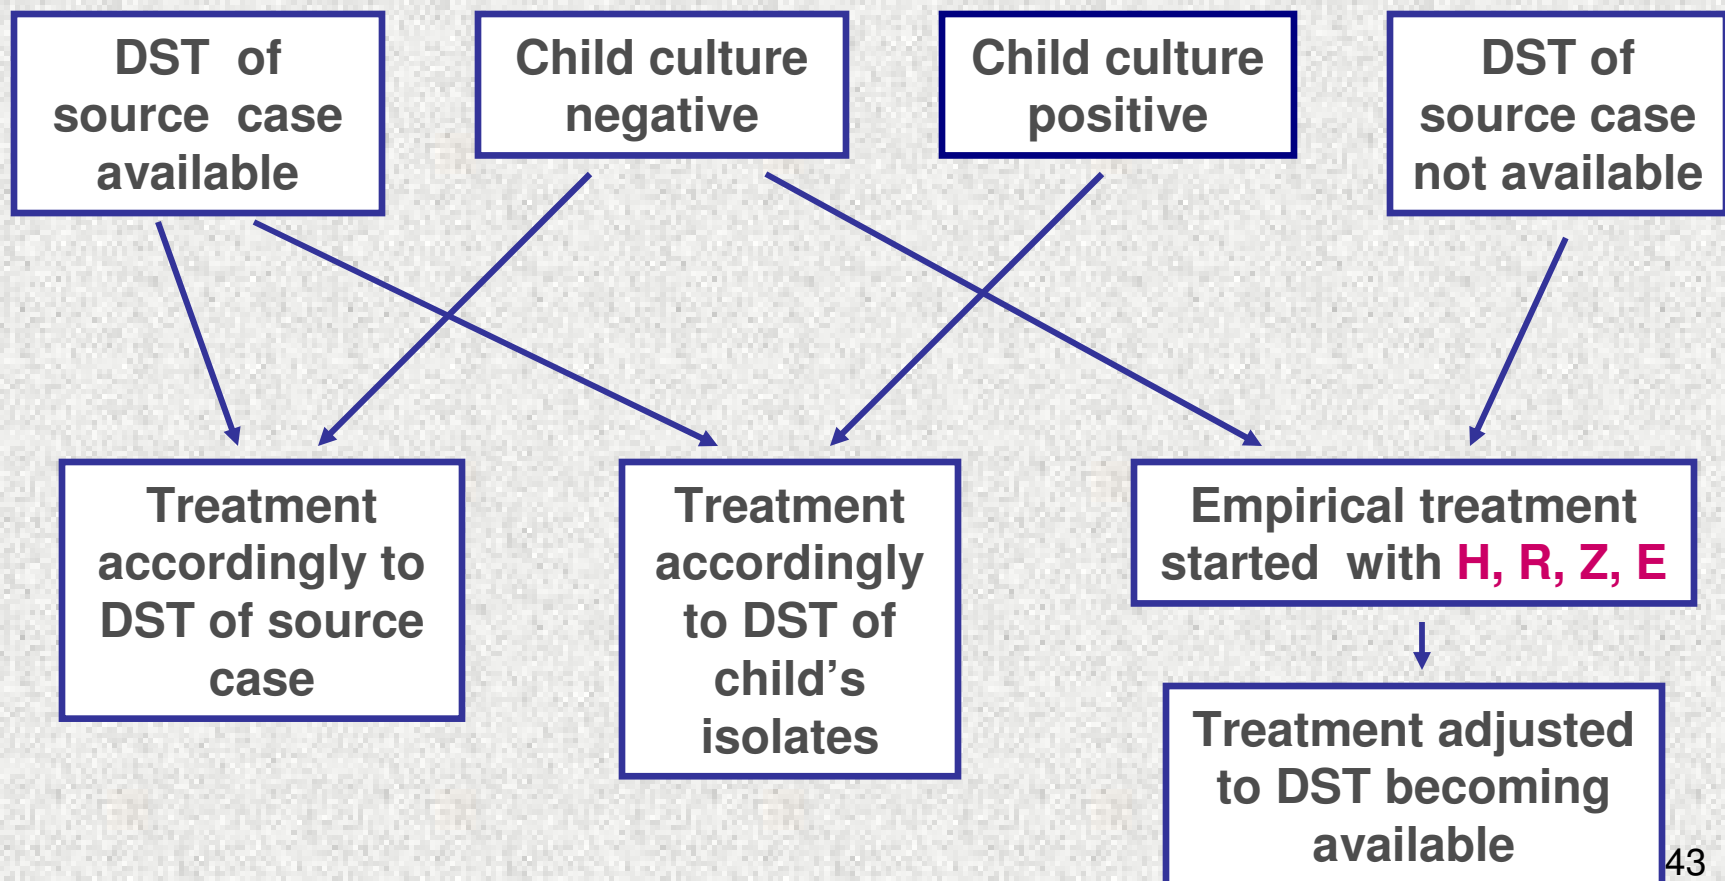 DST of
source case
available
Child culture
negative
Child culture
positive
DST of
source case
not available
Treatment
accordingly to
DST of source
case
Treatment
accordingly
to DST of
child’s
isolates
Empirical treatment
started with H, R, Z, E
Treatment adjusted
to DST becoming
available
43